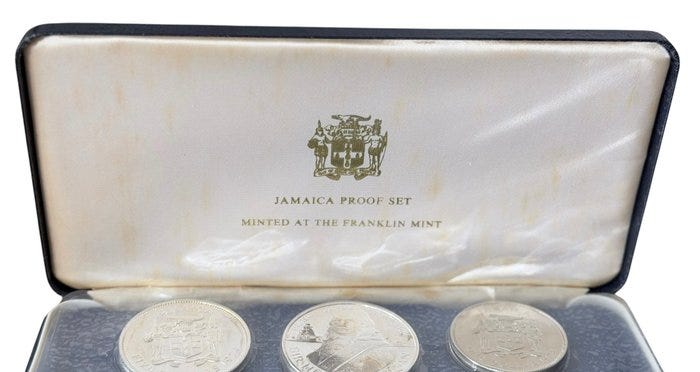 JAMAICA PROOF SET
MINTED AT THE FRANKLIN MINT